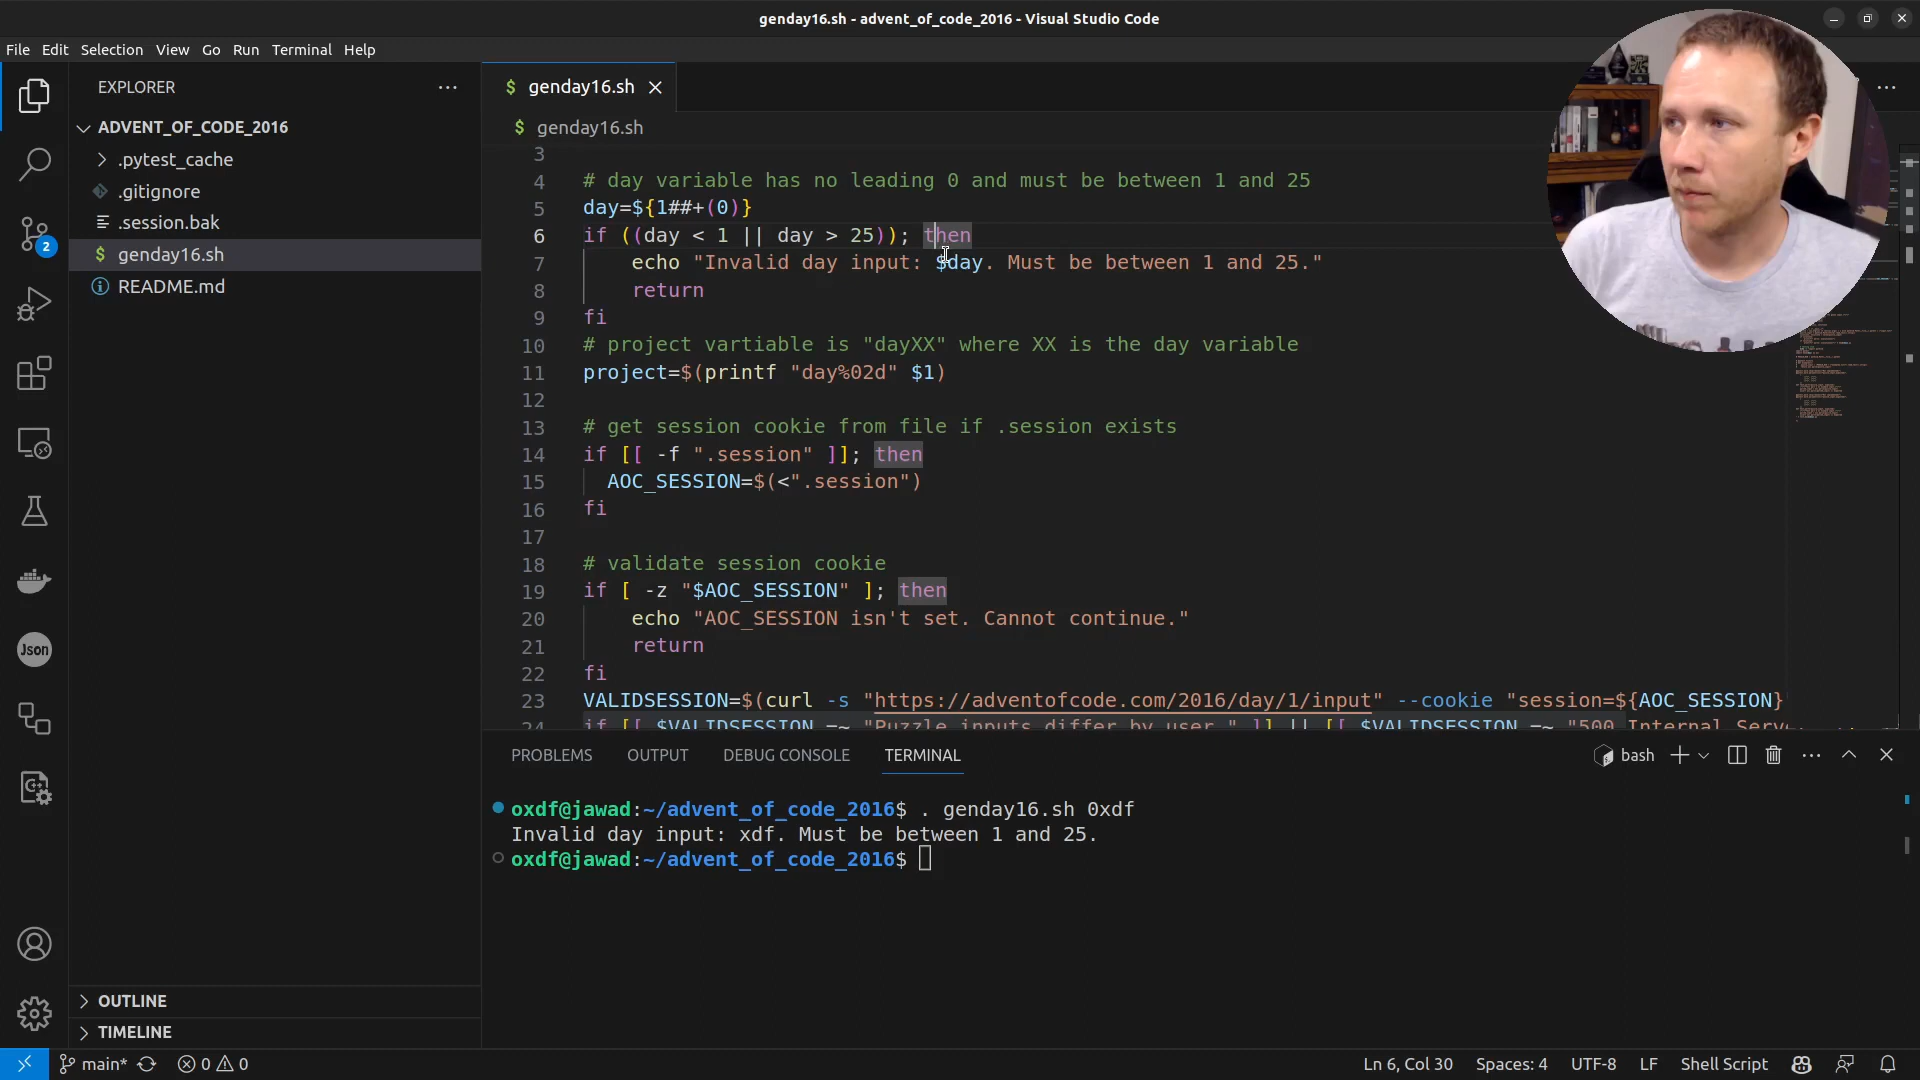 genday16.sh - advent_of_code_2016 - Visual Studio Code
File Edit Selection View Go Run Terminal Help
EXPLORER
ADVENT_OF_CODE_2016
.pytest_cache
.gitignore
.session.bak
$ genday16.sh
README.md
2
Json
OUTLINE
TIMELINE
$ genday16.sh
$ genday16.sh
3
4 # day variable has no leading 0 and must be between 1 and 25
5 day=${1##+(0)}
6 if ((day < 1 || day > 25)); then
7 echo "Invalid day input: $day. Must be between 1 and 25."
8 return
9 fi
10 # project vartiable is "dayXX" where XX is the day variable
11 project=$(printf "day%02d" $1)
12
13 # get session cookie from file if .session exists
14 if [[ -f ".session" ]]; then
15 AOC_SESSION=$(<".session")
16 fi
17
18 # validate session cookie
19 if [ -z "$AOC_SESSION" ]; then
20 echo "AOC_SESSION isn't set. Cannot continue."
21 return
22 fi
23 VALIDSESSION=$(curl -s "https://adventofcode.com/2016/day/1/input" --cookie "session=${AOC_SESSION}
24 if [[ $VALIDSESSION =~ "Puzzle inputs differ by user." ]] || [[ $VALIDSESSION =~ "500 Internal Serve
PROBLEMS OUTPUT DEBUG CONSOLE TERMINAL
bash
oxdf@jawad:~/advent_of_code_2016$ . genday16.sh 0xdf
Invalid day input: xdf. Must be between 1 and 25.
oxdf@jawad:~/advent_of_code_2016$
main* 0 0
Ln 6, Col 30 Spaces: 4 UTF-8 LF Shell Script